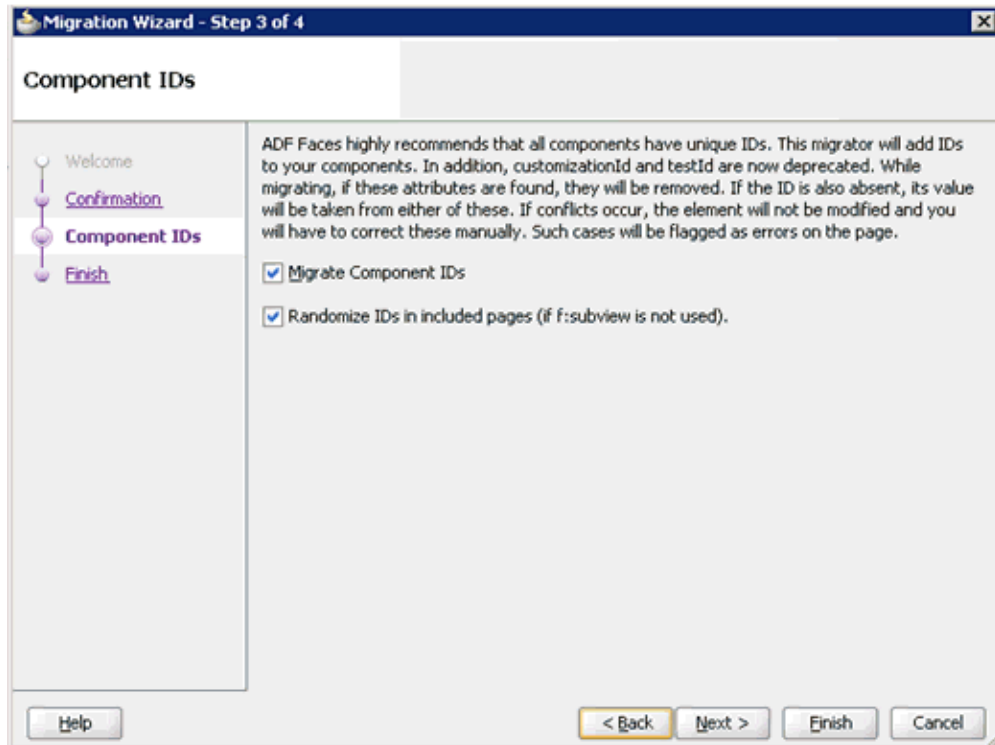 Migration Wizard - Step 3 of 4
Component IDs
Welcome
Confirmation
Component IDs
Finish
ADF Faces highly recommends that all components have unique IDs. This migrator will add IDs
to your components. In addition, customizationId and testId are now deprecated. While
migrating, if these attributes are found, they will be removed. If the ID is also absent, its value
will be taken from either of these. If conflicts occur, the element will not be modified and you
will have to correct these manually. Such cases will be flagged as errors on the page.
Migrate Component IDs
Randomize IDs in included pages (if f:subview is not used).
Help
< Back
Next >
Finish
Cancel